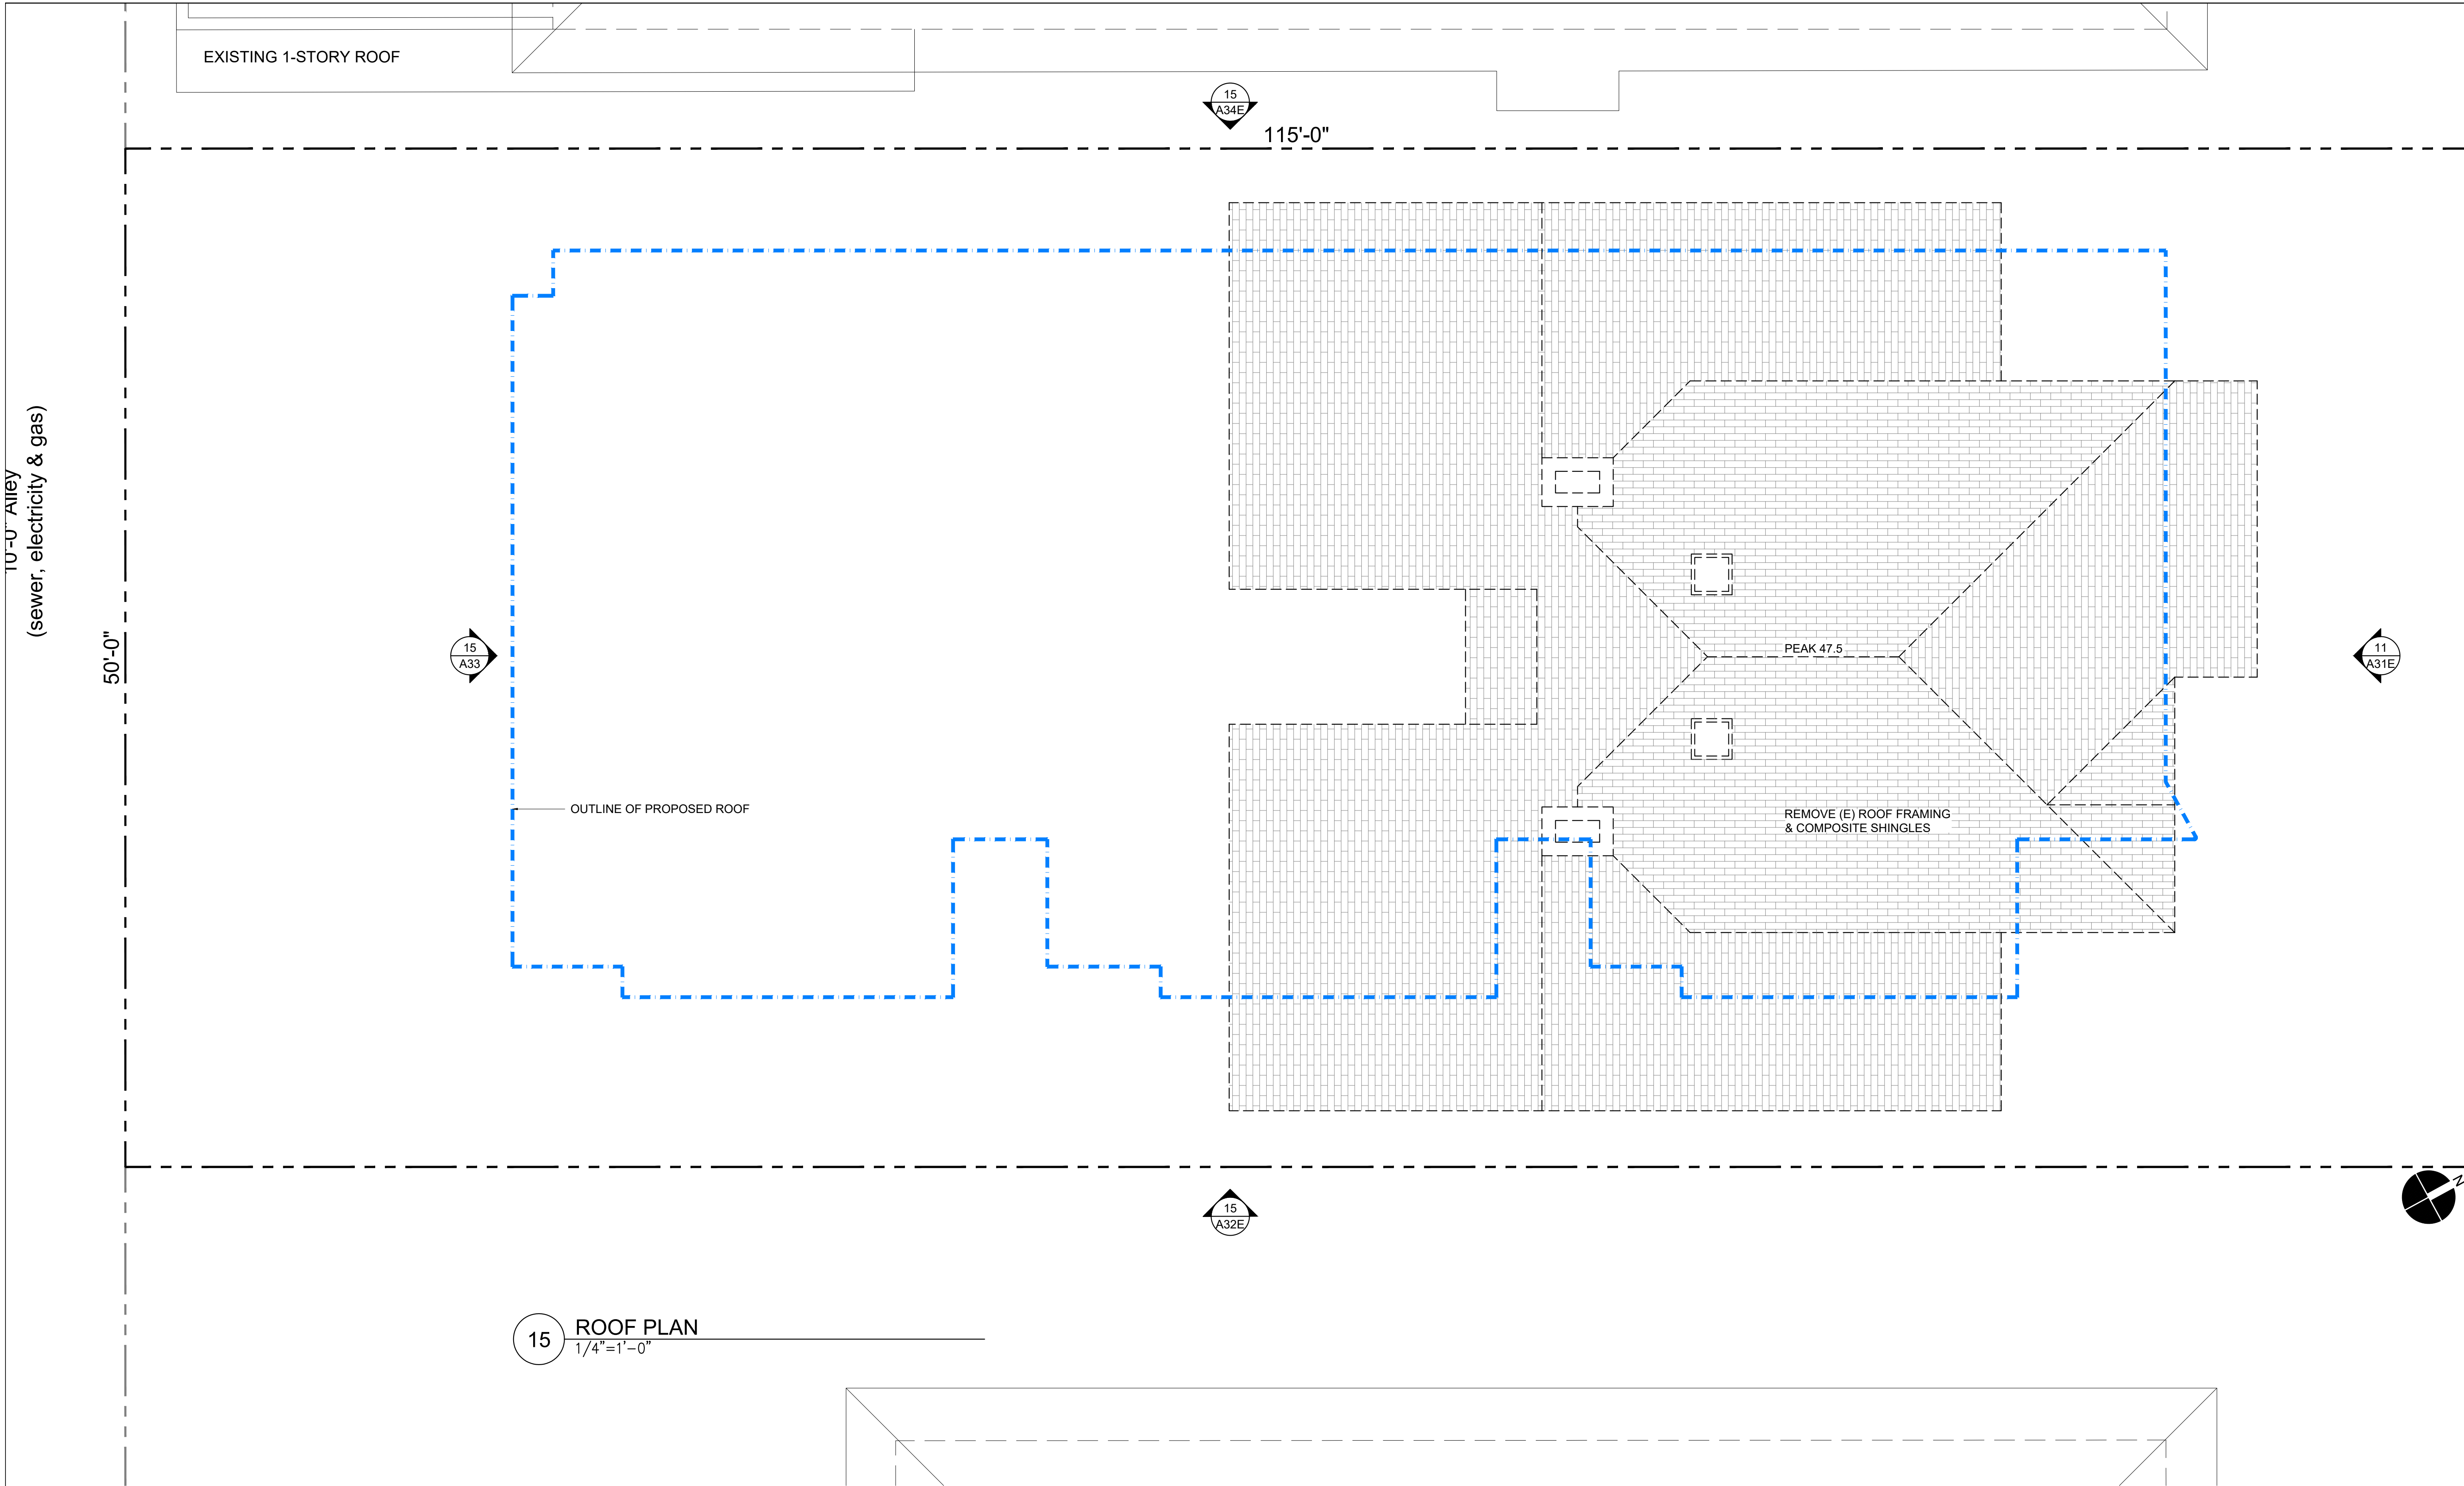 EXISTING 1-STORY ROOF
15
A34E
115'-0"
10'-0" Alley
(sewer, electricity & gas)
50'-0"
15
A33
PEAK 47.5
11
A31E
OUTLINE OF PROPOSED ROOF
REMOVE (E) ROOF FRAMING
& COMPOSITE SHINGLES
N
15
A32E
15
ROOF PLAN
1/4"=1'-0"